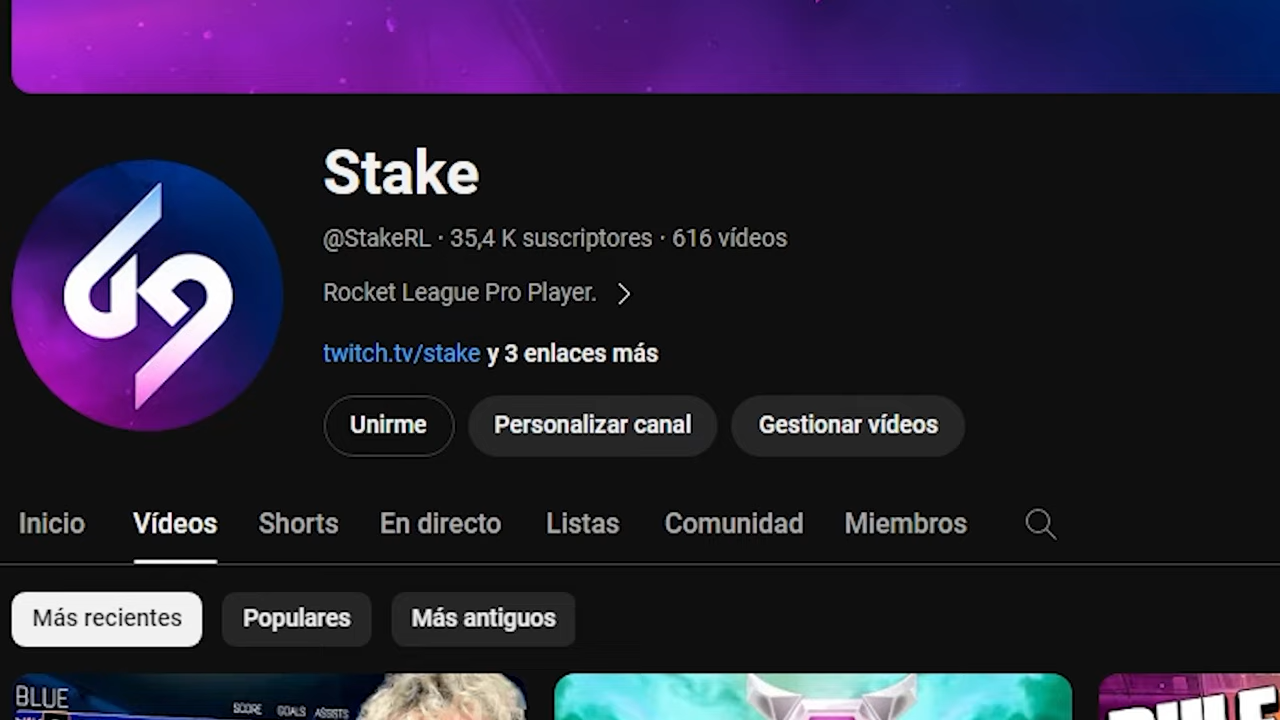 Stake
@StakeRL · 35,4 K suscriptores · 616 vídeos
Rocket League Pro Player.
twitch.tv/stake y 3 enlaces más
Unirme Personalizar canal Gestionar vídeos
Inicio Vídeos Shorts En directo Listas Comunidad Miembros
Más recientes Populares Más antiguos
BLUE SCORE GOALS ASSISTS